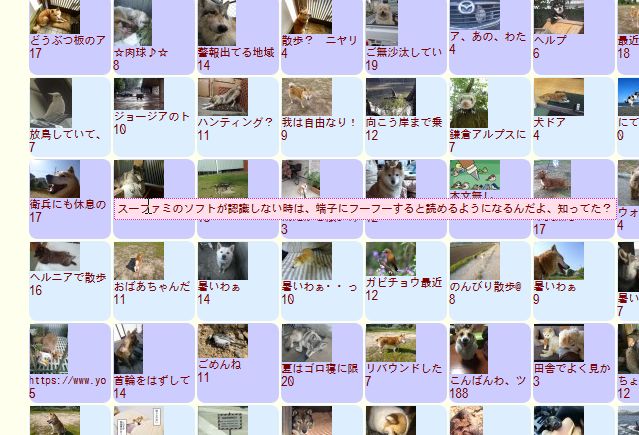 どうぶつ板のア
17
☆肉球♪☆
8
警報出てる地域
14
散歩？　ニヤリ
4
ご無沙汰してい
19
ア、あの、わた
4
ヘルプ
6
最近
18
放鳥していて、
7
ジョージアのト
10
ハンティング？
11
我は自由なり！
9
向こう岸まで乗
12
鎌倉アルプスに
7
犬ドア
4
にて
0
衛兵にも休息の
17
スーファミのソフトが認識しない時は、端子にフーフーすると読めるようになるんだよ、知ってた？
3
17
ウォ
4
ヘルニアで散歩
16
おばあちゃんだ
11
暑いわぁ
14
暑いわぁ・・っ
10
ガビチョウ最近
12
のんびり散歩@
8
暑いわぁ
9
暑い
7
https://www.yo
5
首輪をはずして
14
ごめんね
11
夏はゴロ寝に限
20
リバウンドした
7
こんばんわ、ツ
188
田舎でよく見か
3
ちょ
12